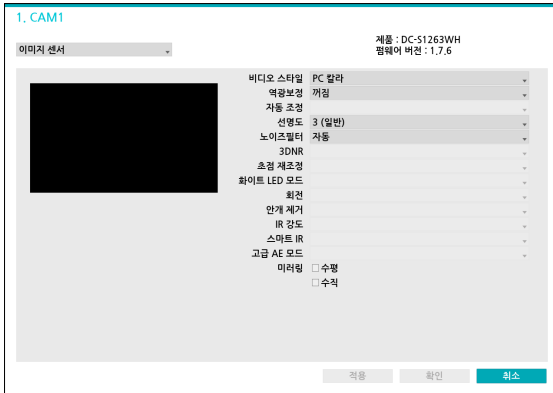 1. CAM1
제품 : DC-S1263WH
이미지 센서
펌웨어 버전 : 1.7.6
비디오 스타일 PC 칼라
역광보정 꺼짐
자동 조정
선명도 3 (일반)
노이즈필터 자동
3DNR
초점 재조정
화이트 LED 모드
회전
안개 제거
IR 강도
스마트 IR
고급 AE 모드
미러링 수평
수직
적용 확인 취소